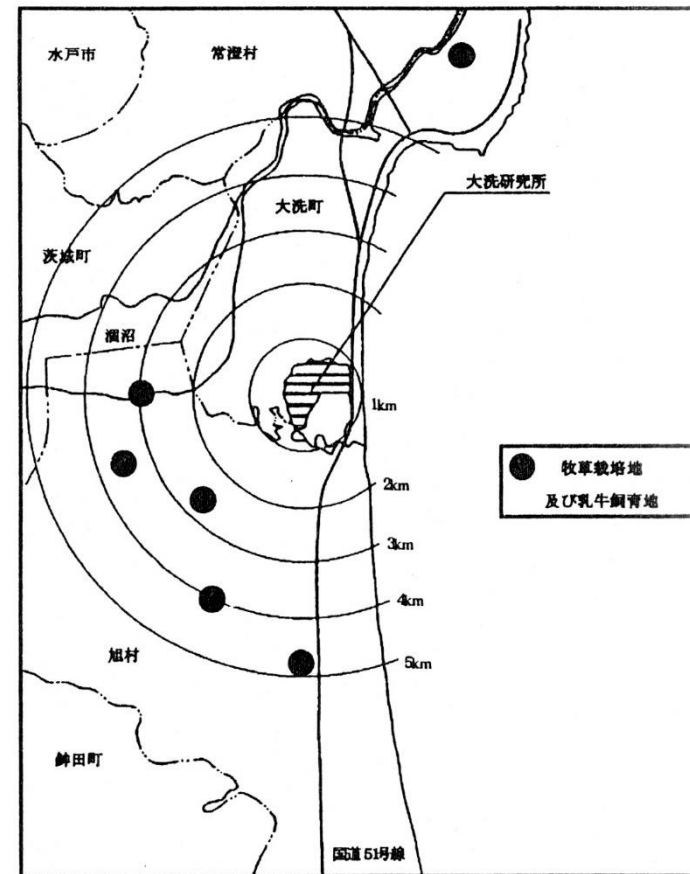 水戸市
常澄村
大洗研究所
大洗町
茨城町
涸沼
1km
牧草栽培地
及び乳牛飼育地
2km
3km
4km
旭村
5km
鉾田町
国道51号線